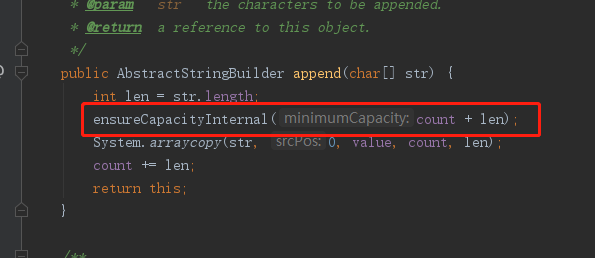 * @param str the characters to be appended.
* @return a reference to this object.
*/
public AbstractStringBuilder append(char[] str) {
int len = str.length;
ensureCapacityInternal( minimumCapacity: count + len);
System.arraycopy(str, srcPos: 0, value, count, len);
count += len;
return this;
}
/**